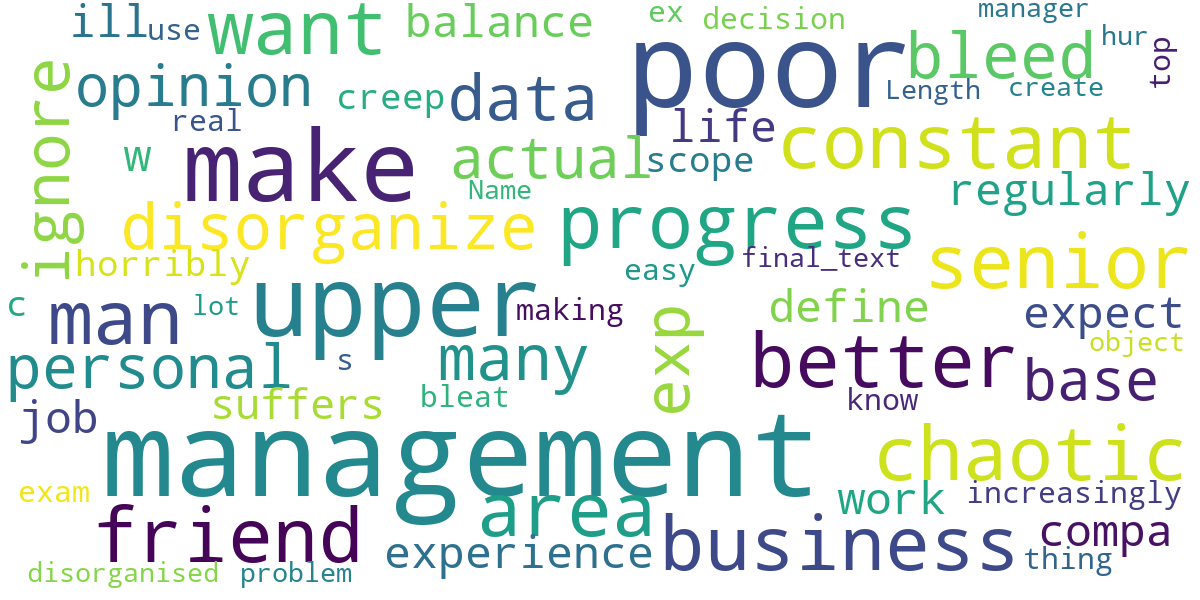 ill use want balance ex decision manager
poor bleed hur top
ignore opinion creep data Length create
real life constant
w make actual scope
Name regularly
disorganize progress
horribly easy final_text senior
c man lot upper making exp define expect
personal s many better base object
job suffers bleat know
management chaotic
exam area work increasingly
friend experience business compa
disorganised problem thing